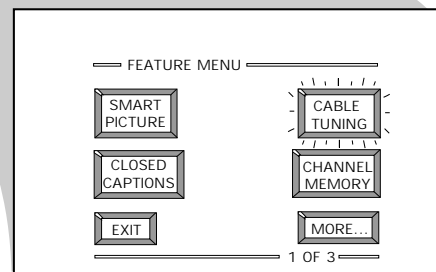 FEATURE MENU
SMART
PICTURE
CABLE
TUNING
CLOSED
CAPTIONS
CHANNEL
MEMORY
EXIT
MORE...
1 OF 3